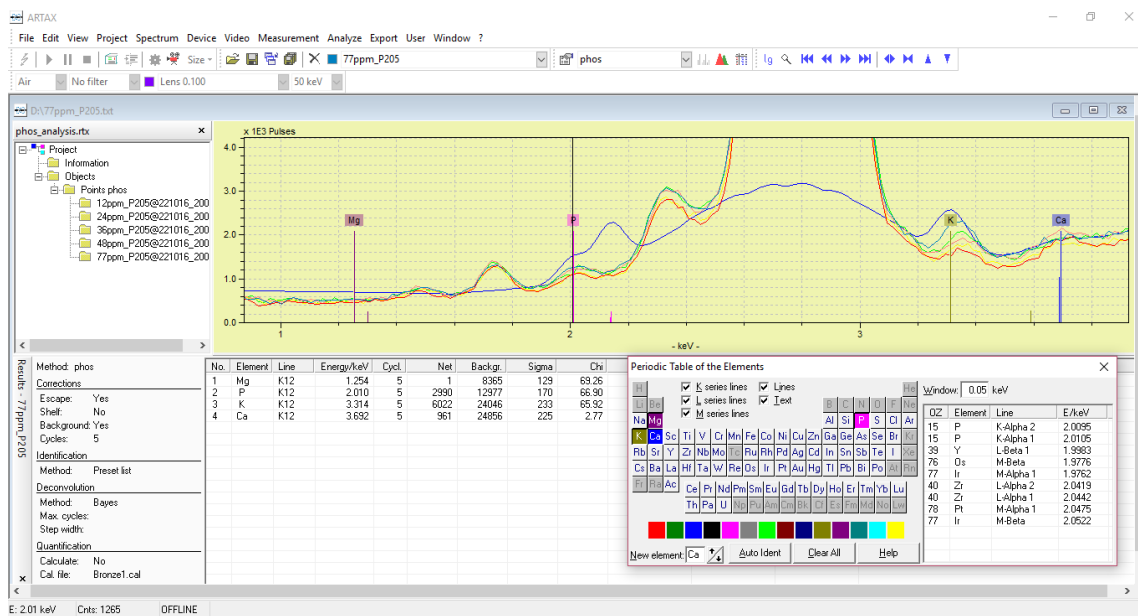 ARTAX
File Edit View Project Spectrum Device Video Measurement Analyze Export User Window ?
Size 77ppm_P205 phos lg
Air No filter Lens 0.100 50 keV
D:\77ppm_P205.txt
phos_analysis.rtx x
Project
Information
Objects
Points phos
12ppm_P205@221016_200
24ppm_P205@221016_200
36ppm_P205@221016_200
48ppm_P205@221016_200
77ppm_P205@221016_200
x 1E3 Pulses
4.0
3.0
2.0
1.0
0.0
Mg P K Ca
1 2 3
- keV -
Results - 77ppm_P205
Method: phos
Corrections
Escape: Yes
Shelf: No
Background: Yes
Cycles: 5
Identification
Method: Preset list
Deconvolution
Method: Bayes
Max. cycles:
Step width:
Quantification
Calculate: No
Cal. file: Bronze1.cal
No. Element Line Energy/keV Cycl. Net Backgr. Sigma Chi
1 Mg K12 1.254 5 1 8365 129 69.26
2 P K12 2.010 5 2990 12977 170 66.90
3 K K12 3.314 5 6022 24046 233 65.92
4 Ca K12 3.692 5 961 24856 225 2.77
Periodic Table of the Elements
K series lines Lines
L series lines Text
M series lines
H He
Li Be B C N O F Ne
Na Mg Al Si P S Cl Ar
K Ca Sc Ti V Cr Mn Fe Co Ni Cu Zn Ga Ge As Se Br Kr
Rb Sr Y Zr Nb Mo Tc Ru Rh Pd Ag Cd In Sn Sb Te I Xe
Cs Ba La Hf Ta W Re Os Ir Pt Au Hg Tl Pb Bi Po At Rn
Fr Ra Ac Ce Pr Nd Pm Sm Eu Gd Tb Dy Ho Er Tm Yb Lu
Th Pa U Np Pu Am Cm Bk Cf Es Fm Md No Lw
New element: Ca Auto Ident Clear All Help
Window: 0.05 keV
OZ Element Line E/keV
15 P K-Alpha 2 2.0095
15 P K-Alpha 1 2.0105
39 Y L-Beta 1 1.9983
76 Os M-Beta 1.9776
77 Ir M-Alpha 1 1.9762
40 Zr L-Alpha 2 2.0419
40 Zr L-Alpha 1 2.0442
78 Pt M-Alpha 1 2.0475
77 Ir M-Beta 2.0522
E: 2.01 keV Cnts: 1265 OFFLINE